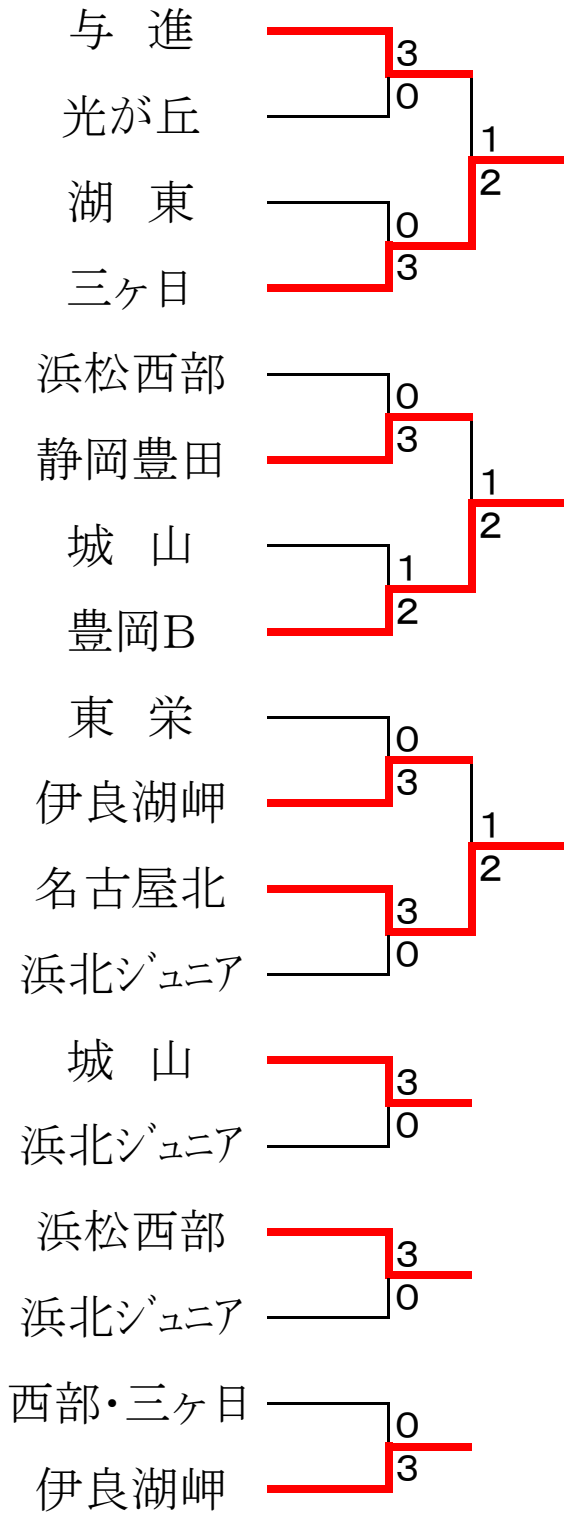 与 進
3
0
光が丘
1
2
湖 東
0
3
三ヶ日
浜松西部
0
3
静岡豊田
1
2
城 山
1
2
豊岡B
東 栄
0
3
伊良湖岬
1
2
名古屋北
3
0
浜北ジュニア
城 山
3
0
浜北ジュニア
浜松西部
3
0
浜北ジュニア
西部・三ヶ日
0
3
伊良湖岬